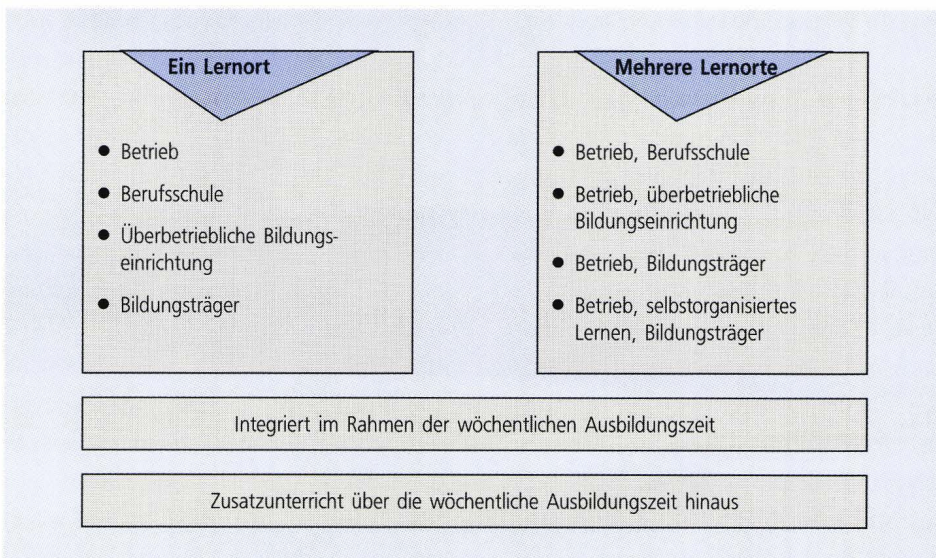 Ein Lernort
● Betrieb
● Berufsschule
● Überbetriebliche Bildungs-
einrichtung
● Bildungsträger
Mehrere Lernorte
● Betrieb, Berufsschule
● Betrieb, überbetriebliche
Bildungseinrichtung
● Betrieb, Bildungsträger
● Betrieb, selbstorganisiertes
Lernen, Bildungsträger
Integriert im Rahmen der wöchentlichen Ausbildungszeit
Zusatzunterricht über die wöchentliche Ausbildungszeit hinaus